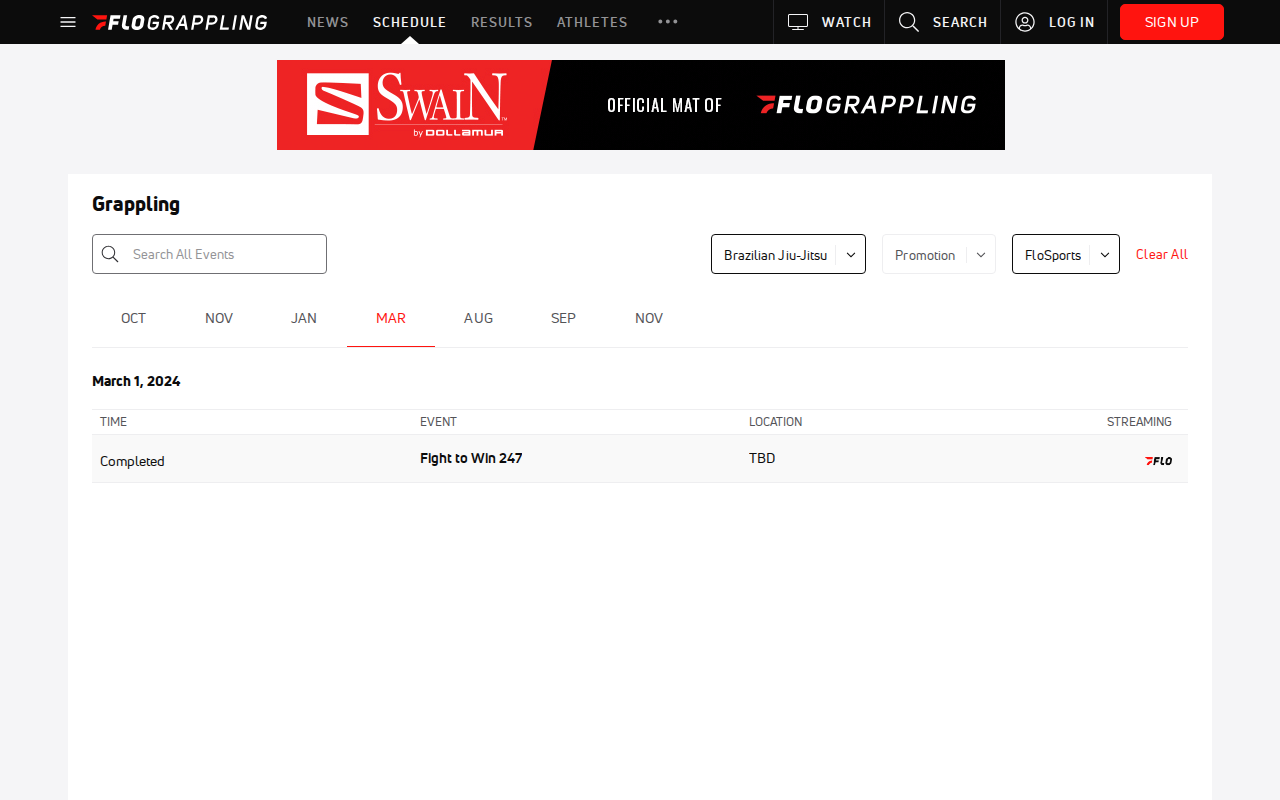 FLOGRAPPLING NEWS SCHEDULE RESULTS ATHLETES WATCH SEARCH LOG IN SIGN UP
SWAIN™ by DOLLAMUR OFFICIAL MAT OF FLOGRAPPLING
Grappling
Search All Events Brazilian Jiu-Jitsu Promotion FloSports Clear All
OCT NOV JAN MAR AUG SEP NOV
March 1, 2024
TIME EVENT LOCATION STREAMING
Completed Fight to Win 247 TBD FLO